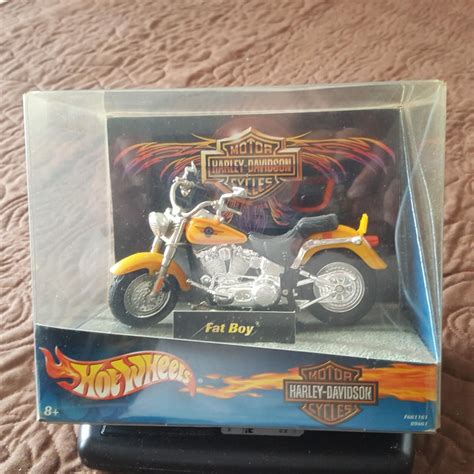 MOTOR
HARLEY-DAVIDSON
CYCLES
Fat Boy
HOT WHEELS
MOTOR
HARLEY-DAVIDSON
CYCLES
8+